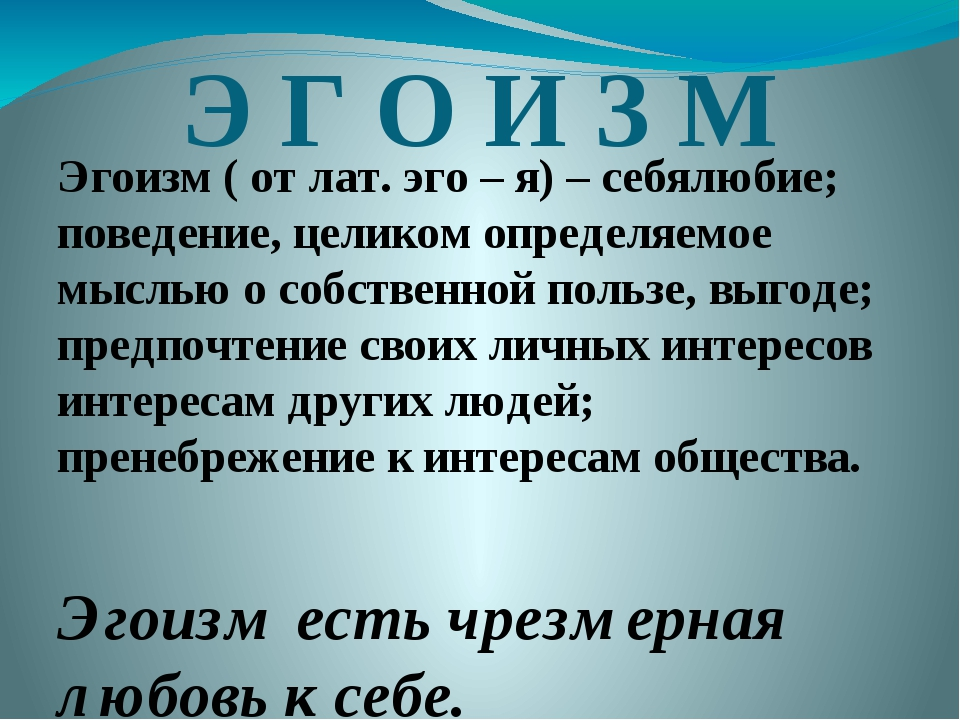 Э Г О И З М
Эгоизм ( от лат. эго – я) – себялюбие;
поведение, целиком определяемое
мыслью о собственной пользе, выгоде;
предпочтение своих личных интересов
интересам других людей;
пренебрежение к интересам общества.
Эгоизм есть чрезмерная
любовь к себе.